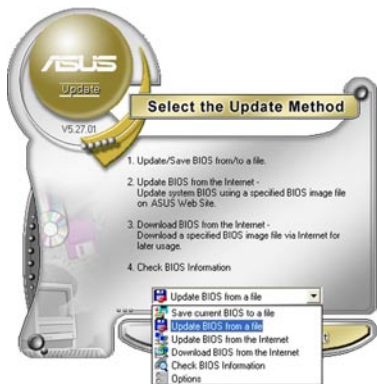 ASUS
Update
Select the Update Method
V5.27.01
1. Update/Save BIOS from/to a file.
2. Update BIOS from the Internet -
Update system BIOS using a specified BIOS image file
on ASUS Web Site.
3. Download BIOS from the Internet -
Download a specified BIOS image file via Internet for
later usage.
4. Check BIOS Information
Update BIOS from a file
Save current BIOS to a file
Update BIOS from a file
Update BIOS from the Internet
Download BIOS from the Internet
Check BIOS Information
Options